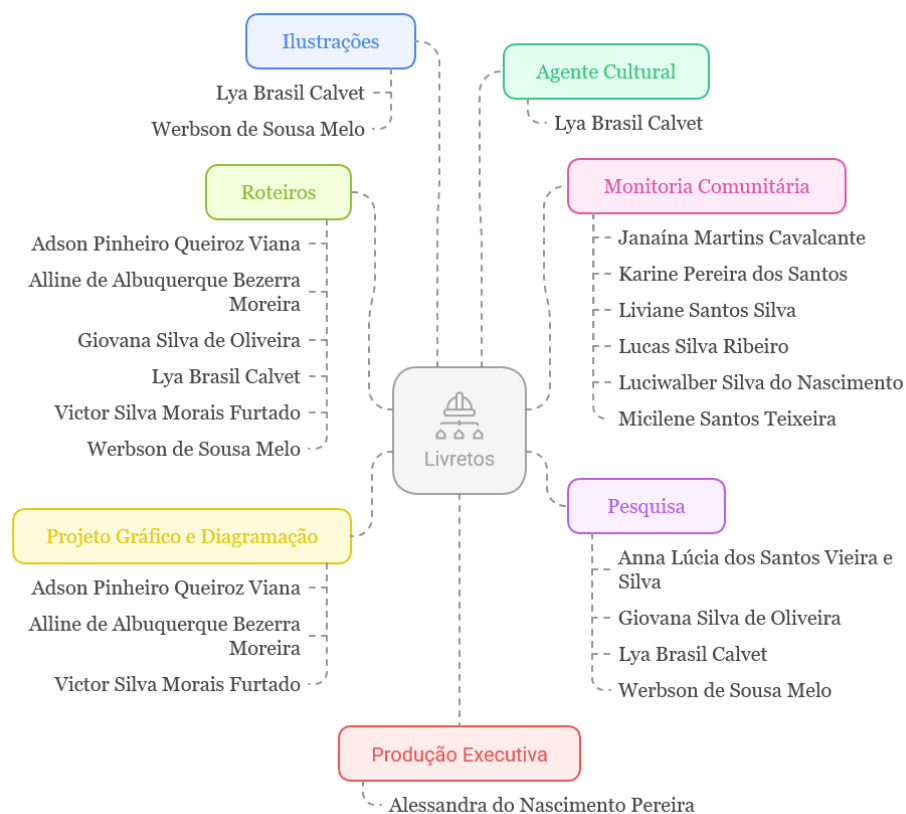 Ilustrações
Lya Brasil Calvet
Werbson de Sousa Melo
Agente Cultural
Lya Brasil Calvet
Roteiros
Adson Pinheiro Queiroz Viana
Alline de Albuquerque Bezerra
Moreira
Giovana Silva de Oliveira
Lya Brasil Calvet
Victor Silva Morais Furtado
Werbson de Sousa Melo
Monitoria Comunitária
Janaína Martins Cavalcante
Karine Pereira dos Santos
Liviane Santos Silva
Lucas Silva Ribeiro
Luciwalber Silva do Nascimento
Micilene Santos Teixeira
Livretos
Projeto Gráfico e Diagramação
Adson Pinheiro Queiroz Viana
Alline de Albuquerque Bezerra
Moreira
Victor Silva Morais Furtado
Pesquisa
Anna Lúcia dos Santos Vieira e
Silva
Giovana Silva de Oliveira
Lya Brasil Calvet
Werbson de Sousa Melo
Produção Executiva
Alessandra do Nascimento Pereira